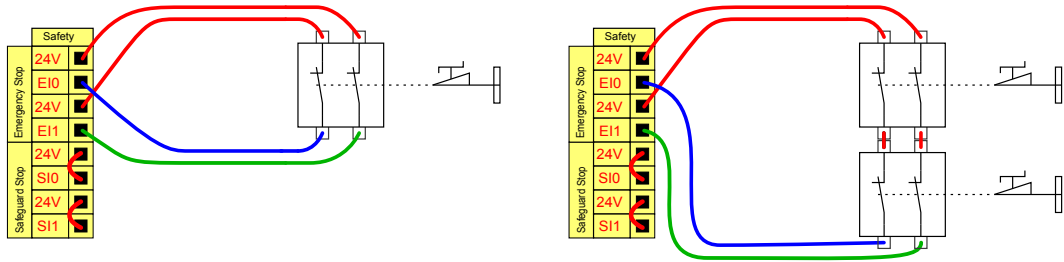 Safety
Emergency Stop
24V
EI0
24V
EI1
Safeguard Stop
24V
SI0
24V
SI1
Safety
Emergency Stop
24V
EI0
24V
EI1
Safeguard Stop
24V
SI0
24V
SI1